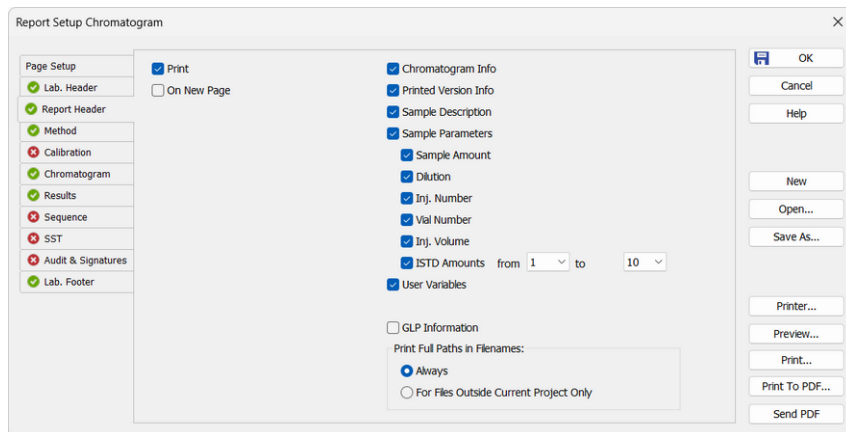 Report Setup Chromatogram
Page Setup
Lab. Header
Report Header
Method
Calibration
Chromatogram
Results
Sequence
SST
Audit & Signatures
Lab. Footer
Print
On New Page
Chromatogram Info
Printed Version Info
Sample Description
Sample Parameters
Sample Amount
Dilution
Inj. Number
Vial Number
Inj. Volume
ISTD Amounts from 1 to 10
User Variables
GLP Information
Print Full Paths in Filenames:
Always
For Files Outside Current Project Only
OK
Cancel
Help
New
Open...
Save As...
Printer...
Preview...
Print...
Print To PDF...
Send PDF